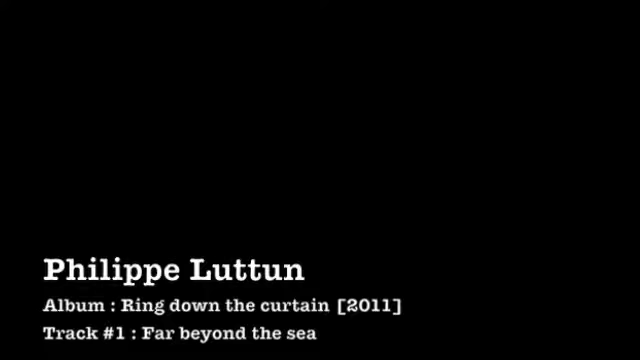 Philippe Luttun
Album : Ring down the curtain [2011]
Track #1 : Far beyond the sea